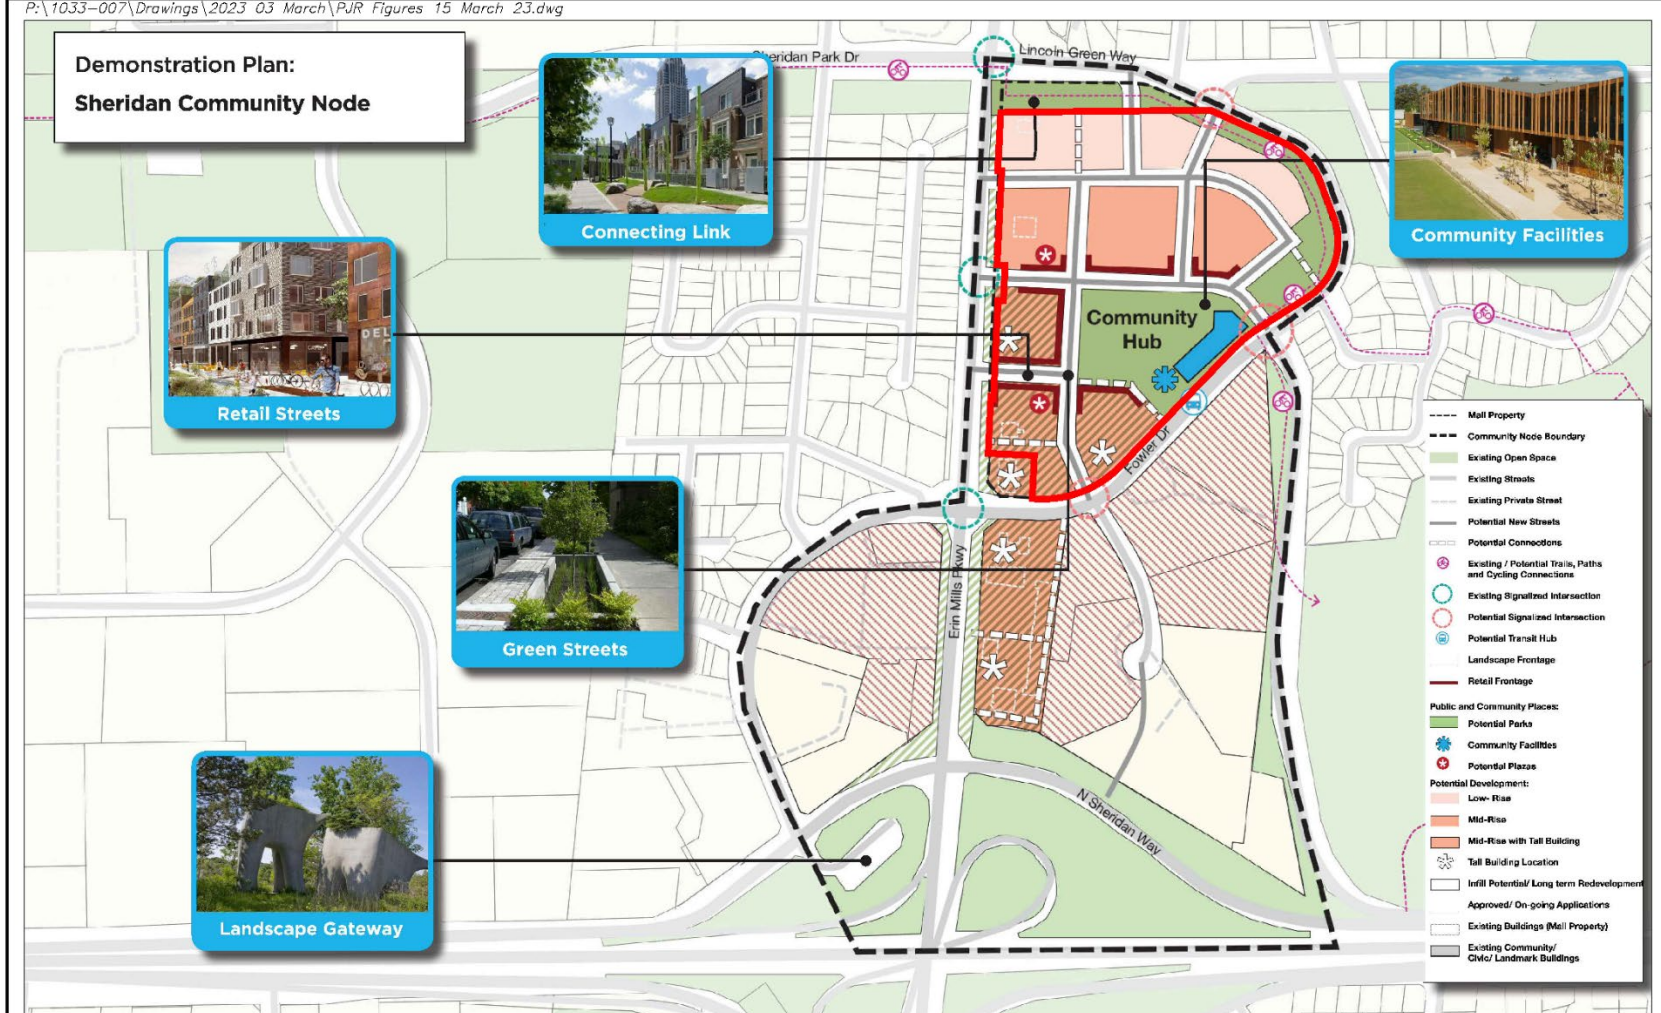 P:\1033-007\Drawings\2023 03 March\PJR Figures 15 March 23.dwg
Demonstration Plan:
Sheridan Community Node
Sheridan Park Dr
Lincoln Green Way
Connecting Link
Community Facilities
Retail Streets
DEL
Community
Hub
Fowler Dr
Green Streets
Erin Mills Pkwy
N Sheridan Way
Landscape Gateway
Mall Property
Community Node Boundary
Existing Open Space
Existing Streets
Existing Private Street
Potential New Streets
Potential Connections
Existing / Potential Trails, Paths
and Cycling Connections
Existing Signalized Intersection
Potential Signalized Intersection
Potential Transit Hub
Landscape Frontage
Retail Frontage
Public and Community Places:
Potential Parks
Community Facilities
Potential Plazas
Potential Development:
Low- Rise
Mid-Rise
Mid-Rise with Tall Building
Tall Building Location
Infill Potential/ Long term Redevelopment
Approved/ On-going Applications
Existing Buildings (Mall Property)
Existing Community/
Civic/ Landmark Buildings